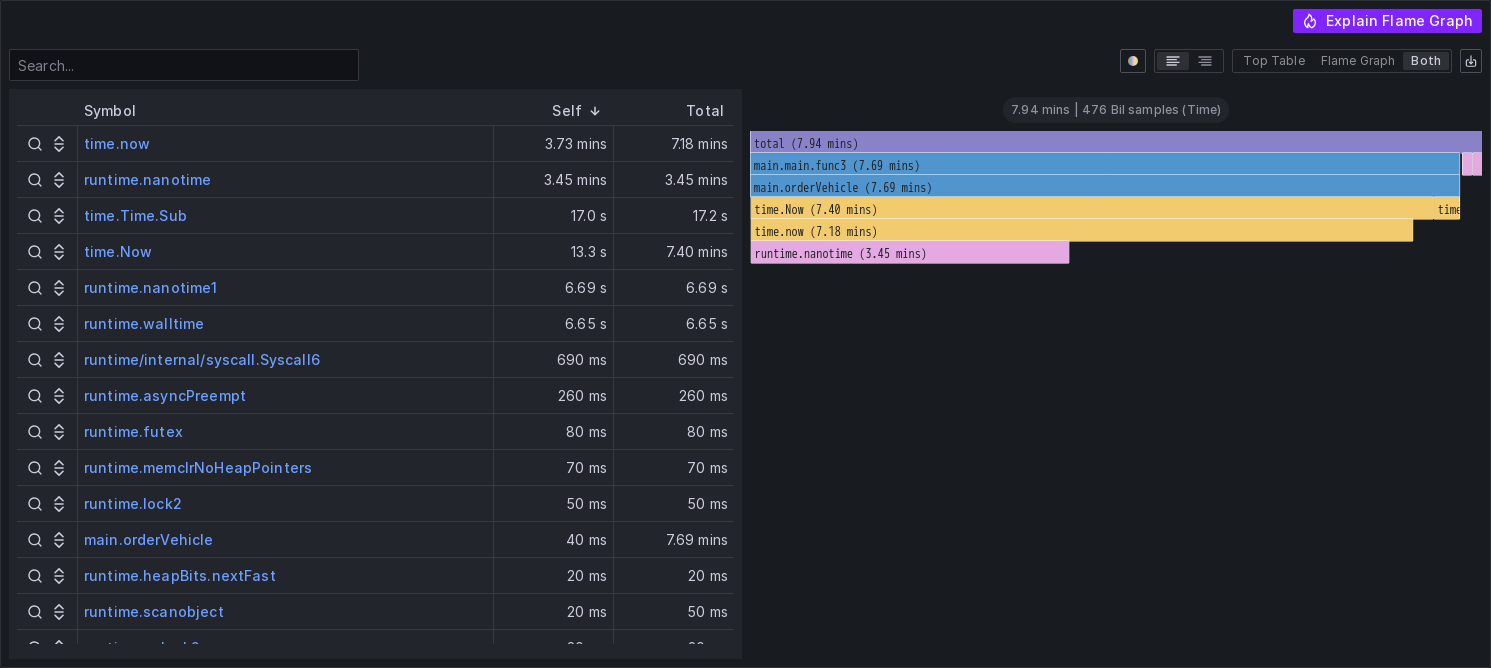 Explain Flame Graph
Search...
Top Table Flame Graph Both
Symbol Self Total
time.now 3.73 mins 7.18 mins
runtime.nanotime 3.45 mins 3.45 mins
time.Time.Sub 17.0 s 17.2 s
time.Now 13.3 s 7.40 mins
runtime.nanotime1 6.69 s 6.69 s
runtime.walltime 6.65 s 6.65 s
runtime/internal/syscall.Syscall6 690 ms 690 ms
runtime.asyncPreempt 260 ms 260 ms
runtime.futex 80 ms 80 ms
runtime.memclrNoHeapPointers 70 ms 70 ms
runtime.lock2 50 ms 50 ms
main.orderVehicle 40 ms 7.69 mins
runtime.heapBits.nextFast 20 ms 20 ms
runtime.scanobject 20 ms 50 ms
7.94 mins | 476 Bil samples (Time)
total (7.94 mins)
main.main.func3 (7.69 mins)
main.orderVehicle (7.69 mins)
time.Now (7.40 mins) time
time.now (7.18 mins)
runtime.nanotime (3.45 mins)